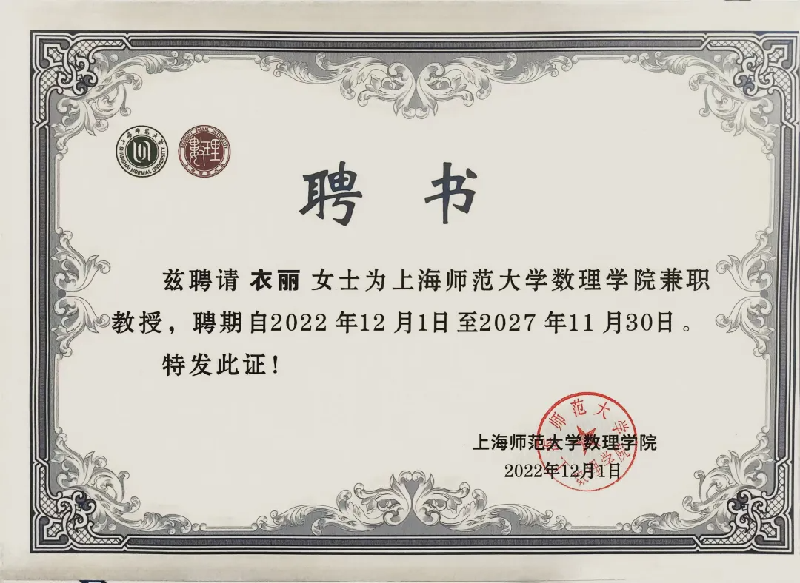 聘 书
兹聘请 衣丽 女士为上海师范大学数理学院兼职
教授，聘期自2022年12月1日至2027年11月30日。
特发此证！
上海师范大学数理学院
2022年12月1日